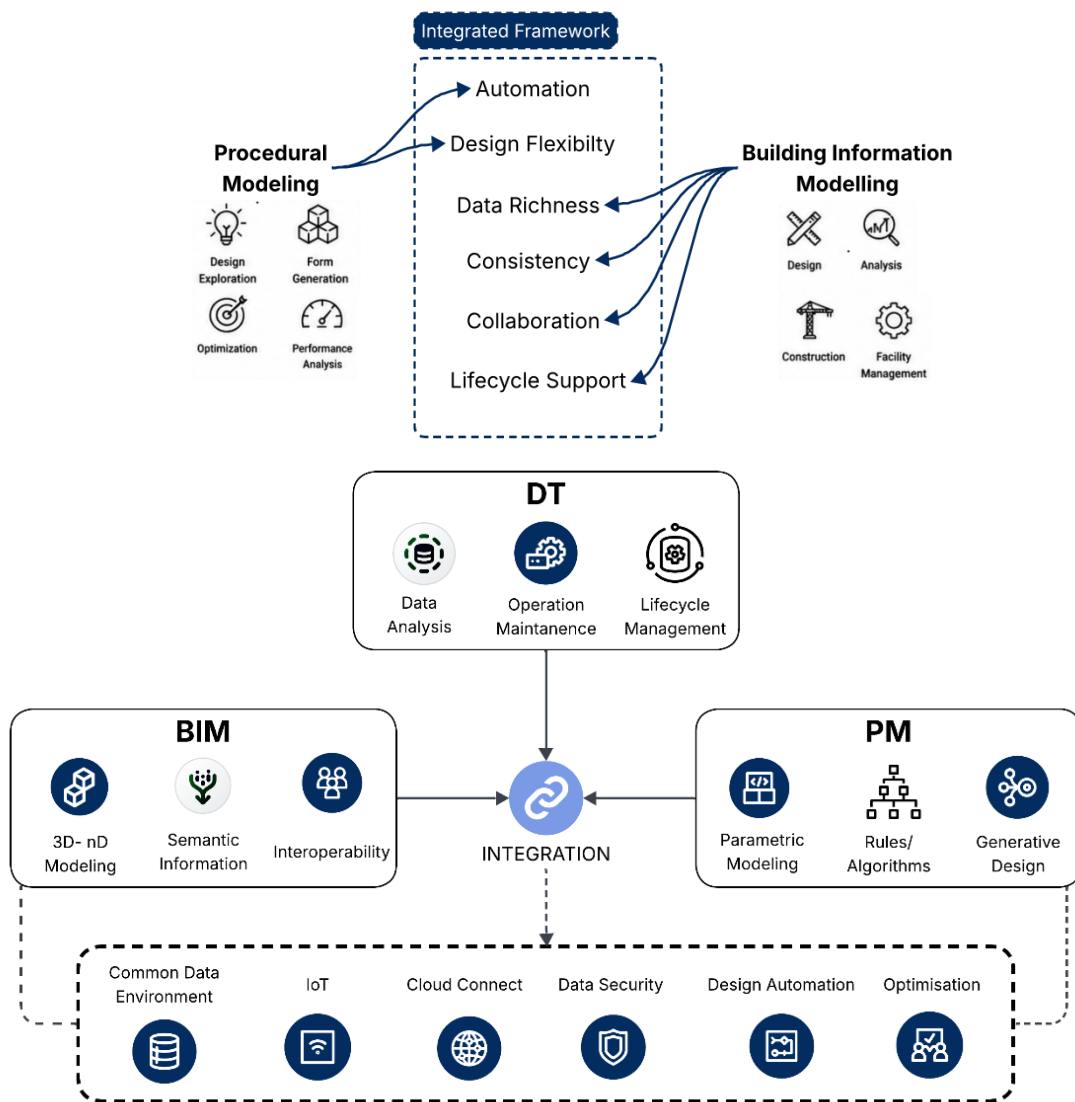 Integrated Framework
Automation
Design Flexibilty
Data Richness
Consistency
Collaboration
Lifecycle Support
Procedural
Modeling
Design
Exploration
Form
Generation
Optimization
Performance
Analysis
Building Information
Modelling
Design
Analysis
Construction
Facility
Management
DT
Data
Analysis
Operation
Maintanence
Lifecycle
Management
BIM
3D- nD
Modeling
Semantic
Information
Interoperability
INTEGRATION
PM
Parametric
Modeling
Rules/
Algorithms
Generative
Design
Common Data
Environment
IoT
Cloud Connect
Data Security
Design Automation
Optimisation